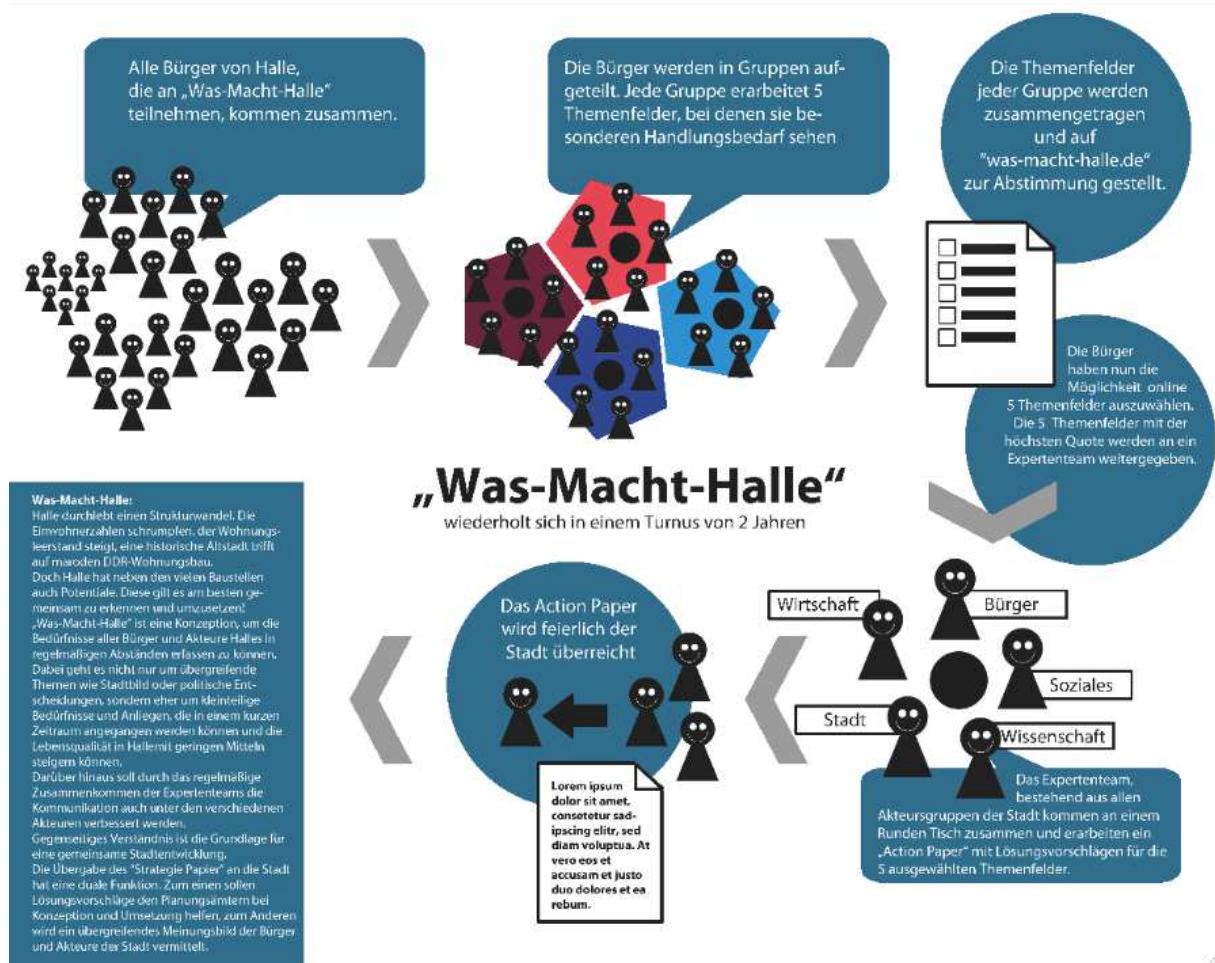 Alle Bürger von Halle,
die an „Was-Macht-Halle“
teilnehmen, kommen zusammen.
Die Bürger werden in Gruppen auf-
geteilt. Jede Gruppe erarbeitet 5
Themenfelder, bei denen sie be-
sonderen Handlungsbedarf sehen
Die Themenfelder
jeder Gruppe werden
zusammengetragen
und auf
"was-macht-halle.de"
zur Abstimmung gestellt.
Die Bürger
haben nun die
Möglichkeit online
5 Themenfelder auszuwählen.
Die 5 Themenfelder mit der
höchsten Quote werden an ein
Expertenteam weitergegeben.
„Was-Macht-Halle“
wiederholt sich in einem Turnus von 2 Jahren
Wirtschaft
Bürger
Soziales
Stadt
Wissenschaft
Das Expertenteam,
bestehend aus allen
Akteursgruppen der Stadt kommen an einem
Runden Tisch zusammen und erarbeiten ein
„Action Paper“ mit Lösungsvorschlägen für die
5 ausgewählten Themenfelder.
Das Action Paper
wird feierlich der
Stadt überreicht
Lorem ipsum
dolor sit amet,
consetetur sad-
ipscing elitr, sed
diam voluptua. At
vero eos et
accusam et justo
duo dolores et ea
rebum.
Was-Macht-Halle:
Halle durchlebt einen Strukturwandel. Die
Einwohnerzahlen schrumpfen, der Wohnungs-
leerstand steigt, eine historische Altstadt trifft
auf maroden DDR-Wohnungsbau.
Doch Halle hat neben den vielen Baustellen
auch Potentiale. Diese gilt es am besten ge-
meinsam zu erkennen und umzusetzen!
„Was-Macht-Halle“ ist eine Konzeption, um die
Bedürfnisse aller Bürger und Akteure Halles in
regelmäßigen Abständen erfassen zu können.
Dabei geht es nicht nur um übergreifende
Themen wie Stadtbild oder politische Ent-
scheidungen, sondern eher um kleinteilige
Bedürfnisse und Anliegen, die in einem kurzen
Zeitraum angegangen werden können und die
Lebensqualität in Hallemit geringen Mitteln
steigern können.
Darüber hinaus soll durch das regelmäßige
Zusammenkommen der Expertenteams die
Kommunikation auch unter den verschiedenen
Akteuren verbessert werden.
Gegenseitiges Verständnis ist die Grundlage für
eine gemeinsame Stadtentwicklung.
Die Übergabe des "Strategie Papier" an die Stadt
hat eine duale Funktion. Zum einen sollen
Lösungsvorschläge den Planungsämtern bei
Konzeption und Umsetzung helfen, zum Anderen
wird ein übergreifendes Meinungsbild der Bürger
und Akteure der Stadt vermittelt.